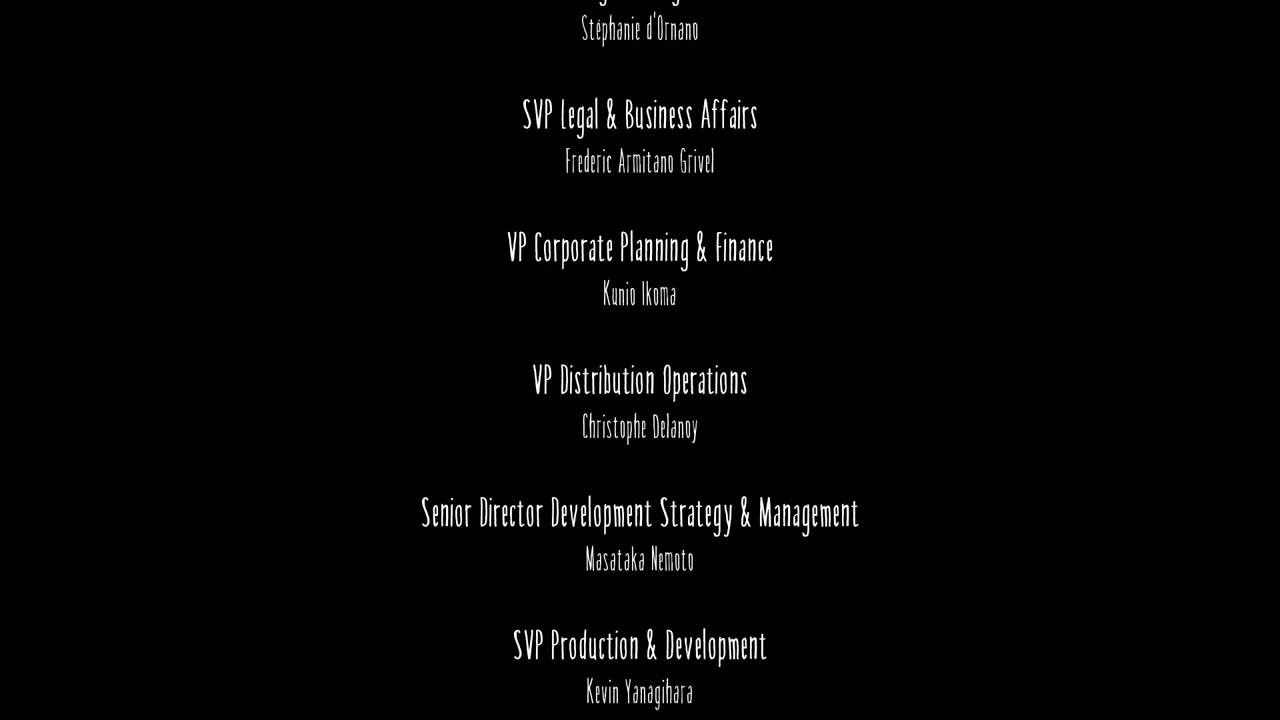 Stéphanie d'Ornano
SVP Legal & Business Affairs
Frederic Armitano Grivel
VP Corporate Planning & Finance
Kunio Ikoma
VP Distribution Operations
Christophe Delanoy
Senior Director Development Strategy & Management
Masataka Nemoto
SVP Production & Development
Kevin Yanagihara